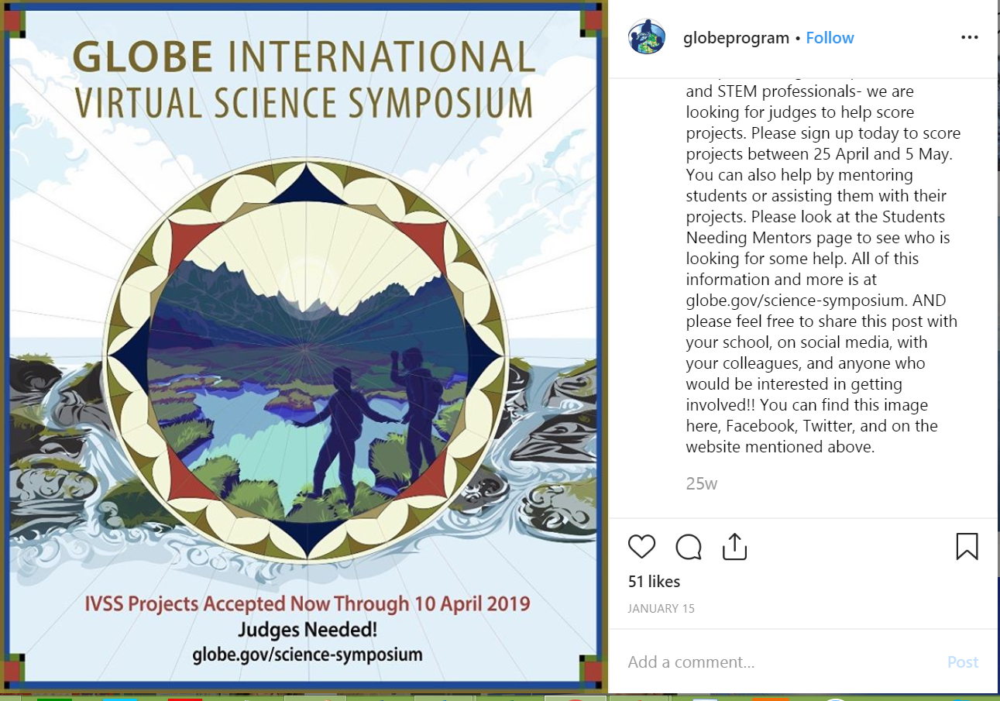 GLOBE INTERNATIONAL
VIRTUAL SCIENCE SYMPOSIUM
IVSS Projects Accepted Now Through 10 April 2019
Judges Needed!
globe.gov/science-symposium
globeprogram • Follow
and STEM professionals- we are
looking for judges to help score
projects. Please sign up today to score
projects between 25 April and 5 May.
You can also help by mentoring
students or assisting them with their
projects. Please look at the Students
Needing Mentors page to see who is
looking for some help. All of this
information and more is at
globe.gov/science-symposium. AND
please feel free to share this post with
your school, on social media, with
your colleagues, and anyone who
would be interested in getting
involved!! You can find this image
here, Facebook, Twitter, and on the
website mentioned above.
25w
51 likes
JANUARY 15
Add a comment...
Post